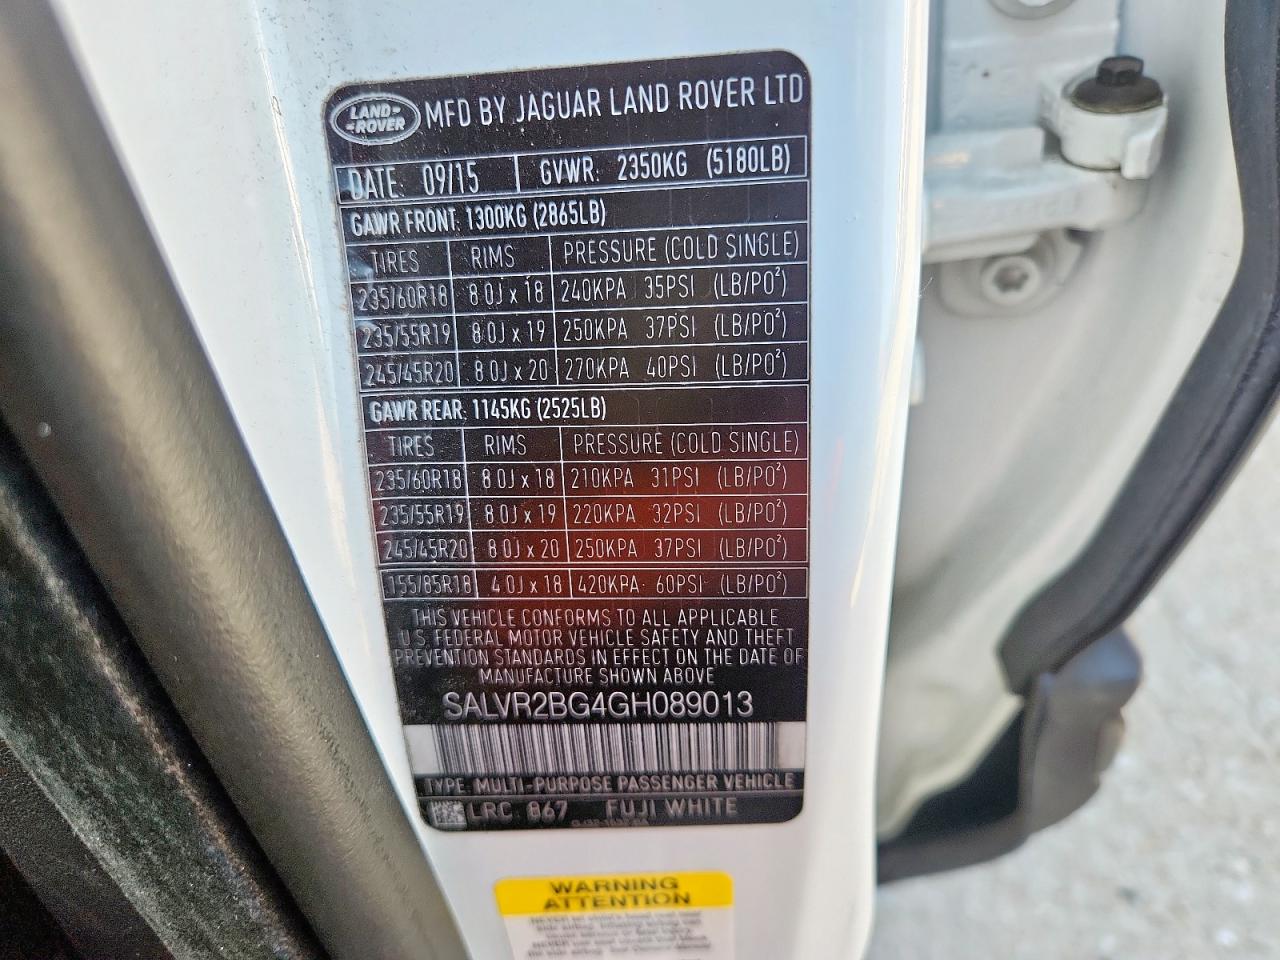 LAND-
-ROVER
MFD BY JAGUAR LAND ROVER LTD
DATE: 09/15 GVWR: 2350KG (5180LB)
GAWR FRONT: 1300KG (2865LB)
TIRES RIMS PRESSURE (COLD SINGLE)
235/60R18 8.0J x 18 240KPA 35PSI (LB/PO²)
235/55R19 8.0J x 19 250KPA 37PSI (LB/PO²)
245/45R20 8.0J x 20 270KPA 40PSI (LB/PO²)
GAWR REAR: 1145KG (2525LB)
TIRES RIMS PRESSURE (COLD SINGLE)
235/60R18 8.0J x 18 210KPA 31PSI (LB/PO²)
235/55R19 8.0J x 19 220KPA 32PSI (LB/PO²)
245/45R20 8.0J x 20 250KPA 37PSI (LB/PO²)
155/85R18 4.0J x 18 420KPA 60PSI (LB/PO²)
THIS VEHICLE CONFORMS TO ALL APPLICABLE
U.S. FEDERAL MOTOR VEHICLE SAFETY AND THEFT
PREVENTION STANDARDS IN EFFECT ON THE DATE OF
MANUFACTURE SHOWN ABOVE
SALVR2BG4GH089013
TYPE: MULTI-PURPOSE PASSENGER VEHICLE
LRC 867 FUJI WHITE
WARNING
ATTENTION